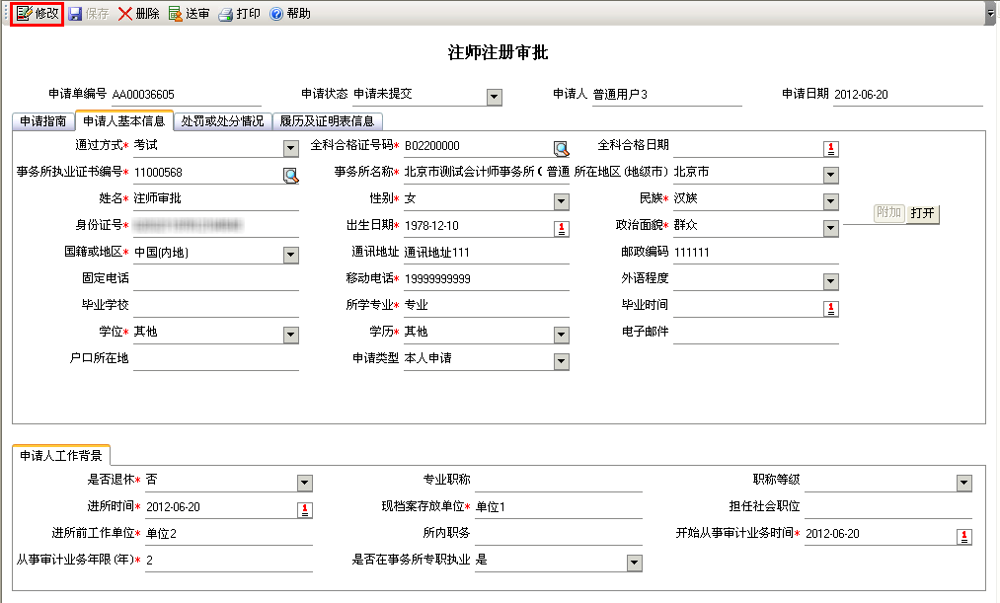 修改 保存 删除 送审 打印 帮助
注师注册审批
申请单编号 AA00036605 申请状态 申请未提交 申请人 普通用户3 申请日期 2012-06-20
申请指南 申请人基本信息 处罚或处分情况 履历及证明表信息
通过方式* 考试 全科合格证号码* B02200000 全科合格日期
事务所执业证书编号* 11000568 事务所名称* 北京市测试会计师事务所( 普通 所在地区(地级市) 北京市
姓名* 注师审批 性别* 女 民族* 汉族
附加 打开
身份证号* 出生日期* 1978-12-10 政治面貌* 群众
国籍或地区* 中国(内地) 通讯地址 通讯地址111 邮政编码 111111
固定电话 移动电话* 19999999999 外语程度
毕业学校 所学专业* 专业 毕业时间
学位* 其他 学历* 其他 电子邮件
户口所在地 申请类型 本人申请
申请人工作背景
是否退休* 否 专业职称 职称等级
进所时间* 2012-06-20 现档案存放单位* 单位1 担任社会职位
进所前工作单位* 单位2 所内职务 开始从事审计业务时间* 2012-06-20
从事审计业务年限(年)* 2 是否在事务所专职执业 是